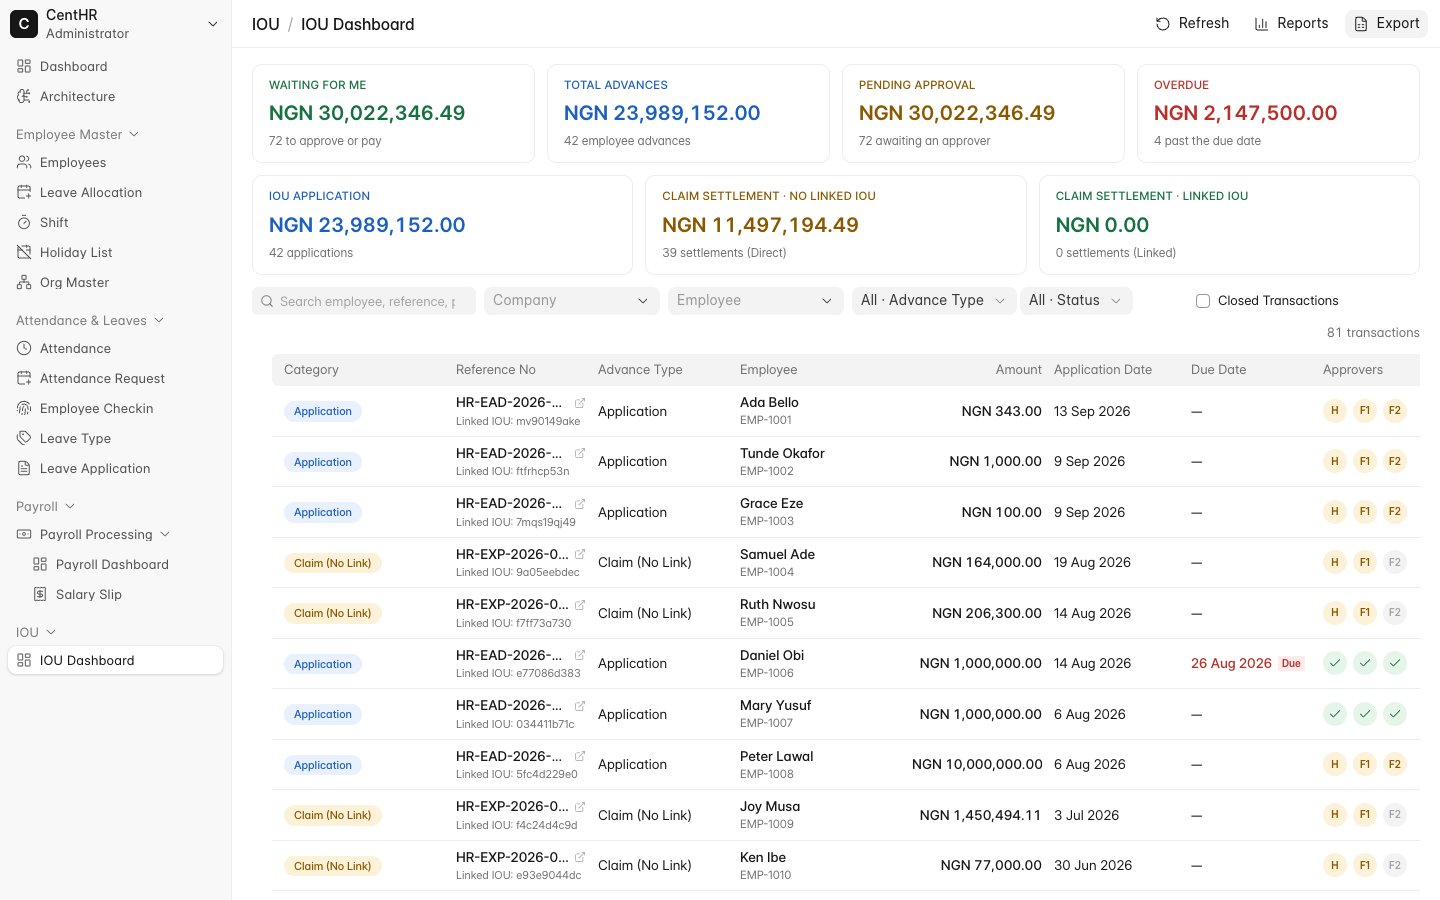 CentHR
Administrator
Dashboard
Architecture
Employee Master
Employees
Leave Allocation
Shift
Holiday List
Org Master
Attendance & Leaves
Attendance
Attendance Request
Employee Checkin
Leave Type
Leave Application
Payroll
Payroll Processing
Payroll Dashboard
Salary Slip
IOU
IOU Dashboard
IOU / IOU Dashboard
Refresh
Reports
Export
WAITING FOR ME
NGN 30,022,346.49
72 to approve or pay
TOTAL ADVANCES
NGN 23,989,152.00
42 employee advances
PENDING APPROVAL
NGN 30,022,346.49
72 awaiting an approver
OVERDUE
NGN 2,147,500.00
4 past the due date
IOU APPLICATION
NGN 23,989,152.00
42 applications
CLAIM SETTLEMENT · NO LINKED IOU
NGN 11,497,194.49
39 settlements (Direct)
CLAIM SETTLEMENT · LINKED IOU
NGN 0.00
0 settlements (Linked)
Search employee, reference, p
Company
Employee
All · Advance Type
All · Status
Closed Transactions
81 transactions
Category Reference No Advance Type Employee Amount Application Date Due Date Approvers
Application HR-EAD-2026-... Application Ada Bello NGN 343.00 13 Sep 2026 — H F1 F2
Linked IOU: mv90149ake EMP-1001
Application HR-EAD-2026-... Application Tunde Okafor NGN 1,000.00 9 Sep 2026 — H F1 F2
Linked IOU: ftfrhcp53n EMP-1002
Application HR-EAD-2026-... Application Grace Eze NGN 100.00 9 Sep 2026 — H F1 F2
Linked IOU: 7mqs19qj49 EMP-1003
Claim (No Link) HR-EXP-2026-0... Claim (No Link) Samuel Ade NGN 164,000.00 19 Aug 2026 — H F1 F2
Linked IOU: 9a05eebdec EMP-1004
Claim (No Link) HR-EXP-2026-0... Claim (No Link) Ruth Nwosu NGN 206,300.00 14 Aug 2026 — H F1 F2
Linked IOU: f7ff73a730 EMP-1005
Application HR-EAD-2026-... Application Daniel Obi NGN 1,000,000.00 14 Aug 2026 26 Aug 2026 Due
Linked IOU: e77086d383 EMP-1006
Application HR-EAD-2026-... Application Mary Yusuf NGN 1,000,000.00 6 Aug 2026 —
Linked IOU: 034411b71c EMP-1007
Application HR-EAD-2026-... Application Peter Lawal NGN 10,000,000.00 6 Aug 2026 — H F1 F2
Linked IOU: 5fc4d229e0 EMP-1008
Claim (No Link) HR-EXP-2026-0... Claim (No Link) Joy Musa NGN 1,450,494.11 3 Jul 2026 — H F1 F2
Linked IOU: f4c24d4c9d EMP-1009
Claim (No Link) HR-EXP-2026-0... Claim (No Link) Ken Ibe NGN 77,000.00 30 Jun 2026 — H F1 F2
Linked IOU: e93e9044dc EMP-1010